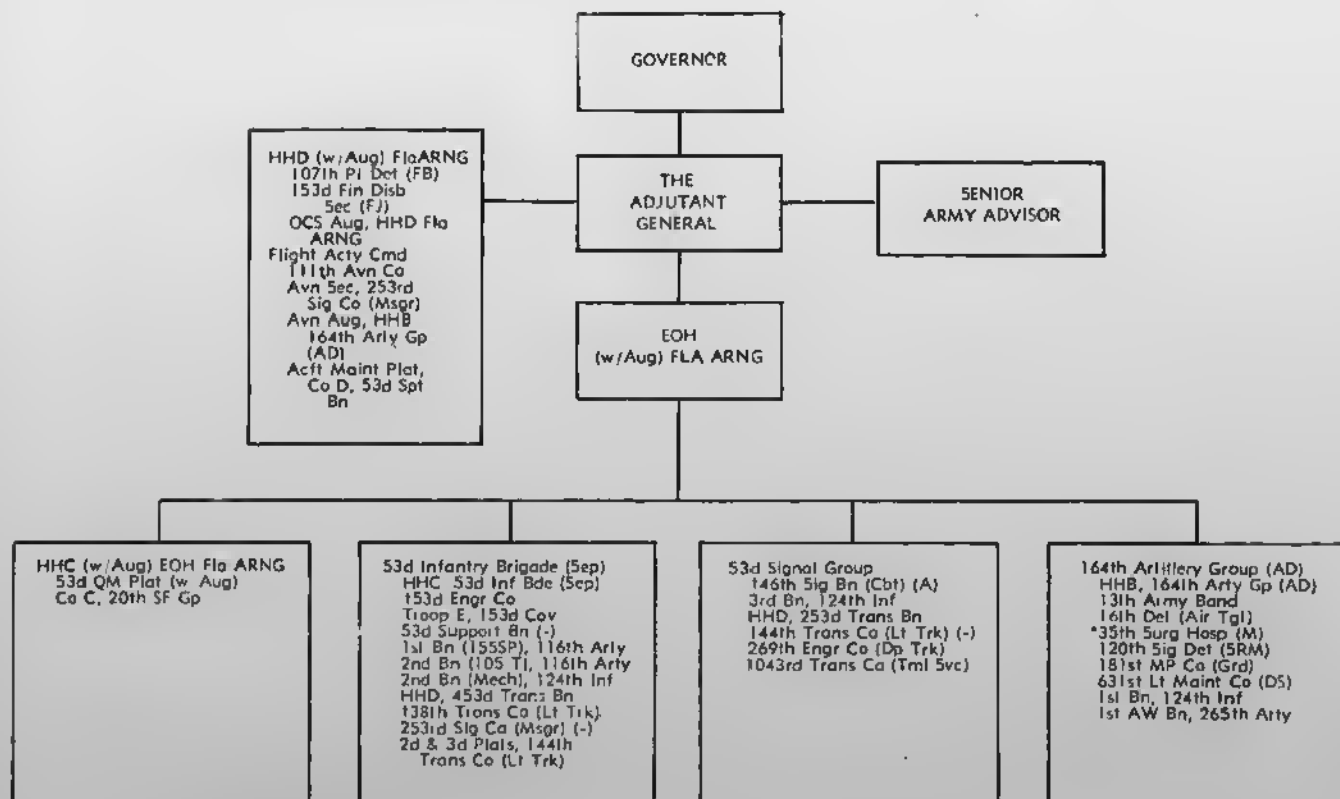 GOVERNOR
HHD (w/Aug) FlaARNG
107th PI Det (FB)
153d Fin Disb
Sec (FJ)
OCS Aug, HHD Fla
ARNG
Flight Acty Cmd
111th Avn Co
Avn Sec, 253rd
Sig Co (Msgr)
Avn Aug, HHB
164th Arty Gp
(AD)
Acft Maint Plat,
Co D, 53d Spt
Bn
THE
ADJUTANT
GENERAL
SENIOR
ARMY ADVISOR
EOH
(w/Aug) FLA ARNG
HHC (w/Aug) EOH Fla ARNG
53d QM Plat (w Aug)
Co C, 20th SF Gp
53d Infantry Brigade (Sep)
HHC 53d Inf Bde (Sep)
153d Engr Co
Troop E, 153d Cav
53d Support Bn (-)
1st Bn (155SP), 116th Arty
2nd Bn (105 T), 116th Arty
2nd Bn (Mech), 124th Inf
HHD, 453d Trans Bn
138th Trans Co (Lt Trk)
253rd Sig Co (Msgr) (-)
2d & 3d Plats, 144th
Trans Co (Lt Trk)
53d Signal Group
146th Sig Bn (Cbt) (A)
3rd Bn, 124th Inf
HHD, 253d Trans Bn
144th Trans Co (Lt Trk) (-)
269th Engr Co (Dp Trk)
1043rd Trans Co (Tml Svc)
164th Artillery Group (AD)
HHB, 164th Arty Gp (AD)
13th Army Band
16th Det (Air Tgt)
*35th Surg Hosp (M)
120th Sig Det (SRM)
181st MP Co (Grd)
631st Lt Maint Co (DS)
1st Bn, 124th Inf
1st AW Bn, 265th Arty